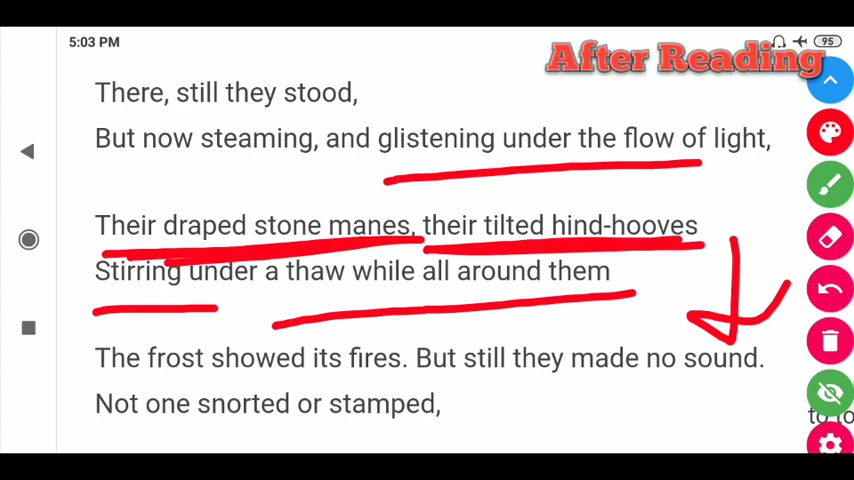 5:03 PM
95
After Reading
There, still they stood,
But now steaming, and glistening under the flow of light,
Their draped stone manes, their tilted hind-hooves
Stirring under a thaw while all around them
The frost showed its fires. But still they made no sound.
Not one snorted or stamped,